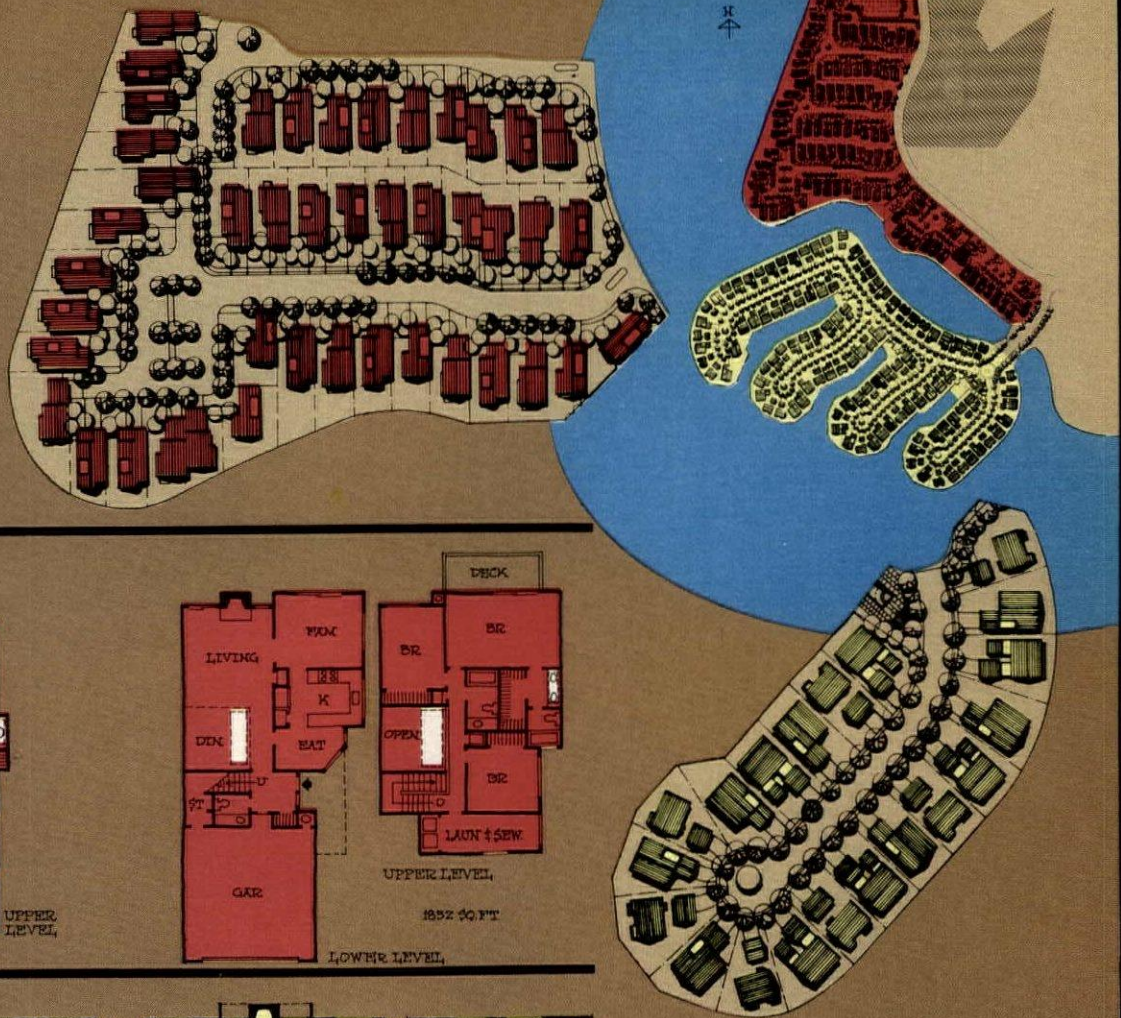 N
DECK
FAM
BR
BR
LIVING
K
DIN
EAT
OPEN
U
BR
ST
D
LAUN & SEW.
UPPER LEVEL
GAR
1852 SQ.FT
UPPER
LEVEL
LOWER LEVEL